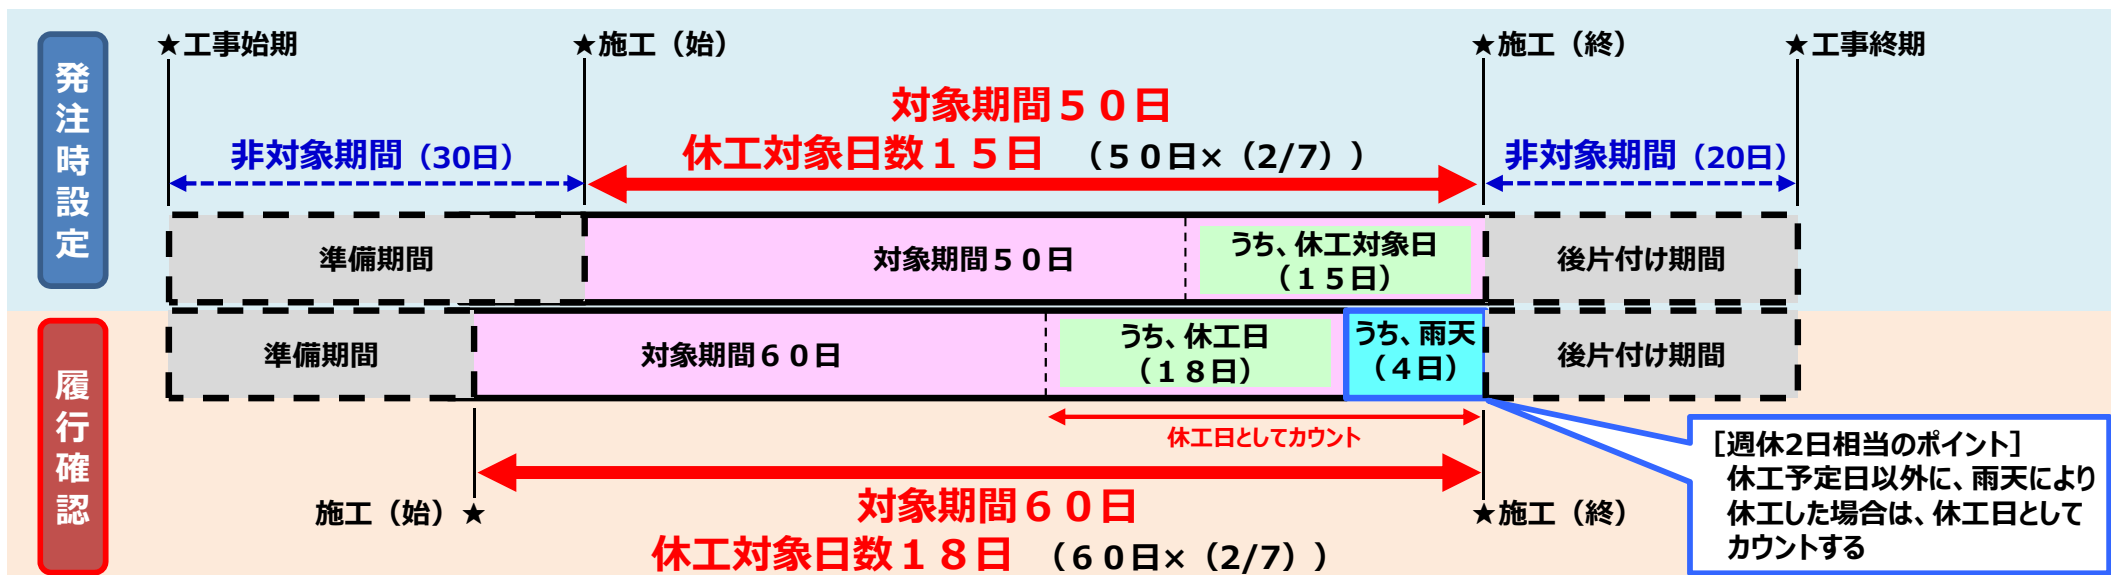 発注時設定
★工事始期
★施工（始）
★施工（終）
★工事終期
対象期間５０日
休工対象日数１５日 （５０日×（2/7））
非対象期間（30日）
非対象期間（20日）
準備期間
対象期間５０日
うち、休工対象日
（１５日）
後片付け期間
履行確認
準備期間
対象期間６０日
うち、休工日
（１８日）
うち、雨天
（４日）
後片付け期間
休工日としてカウント
施工（始）★
対象期間６０日
休工対象日数１８日 （６０日×（2/7））
★施工（終）
［週休2日相当のポイント］
休工予定日以外に、雨天により
休工した場合は、休工日として
カウントする